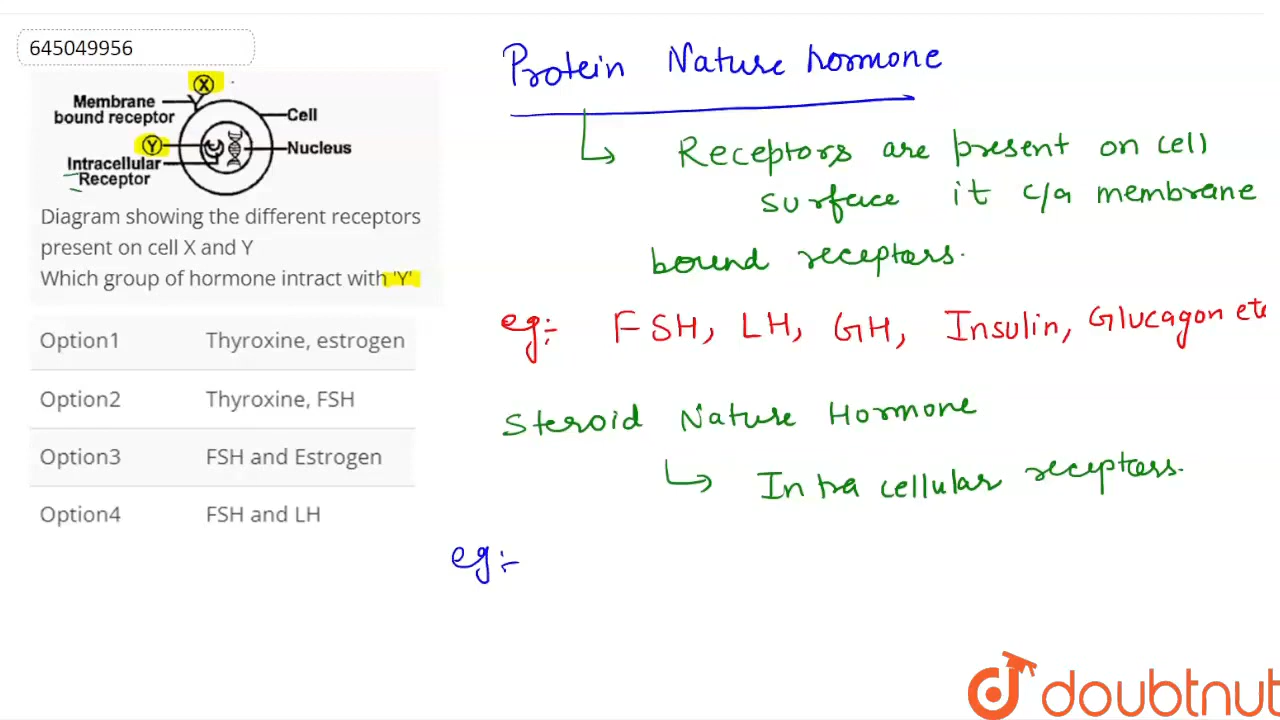 645049956
X
Membrane
bound receptor
Cell
Y
Nucleus
Intracellular
Receptor
Diagram showing the different receptors
present on cell X and Y
Which group of hormone intract with 'Y'
Option1 Thyroxine, estrogen
Option2 Thyroxine, FSH
Option3 FSH and Estrogen
Option4 FSH and LH
Protein Nature hormone
Receptors are present on cell
surface it c/a membrane
bound receptors.
eg:- FSH, LH, GH, Insulin, Glucagon etc
Steroid Nature Hormone
Intra cellular receptors.
eg:-
doubtnut